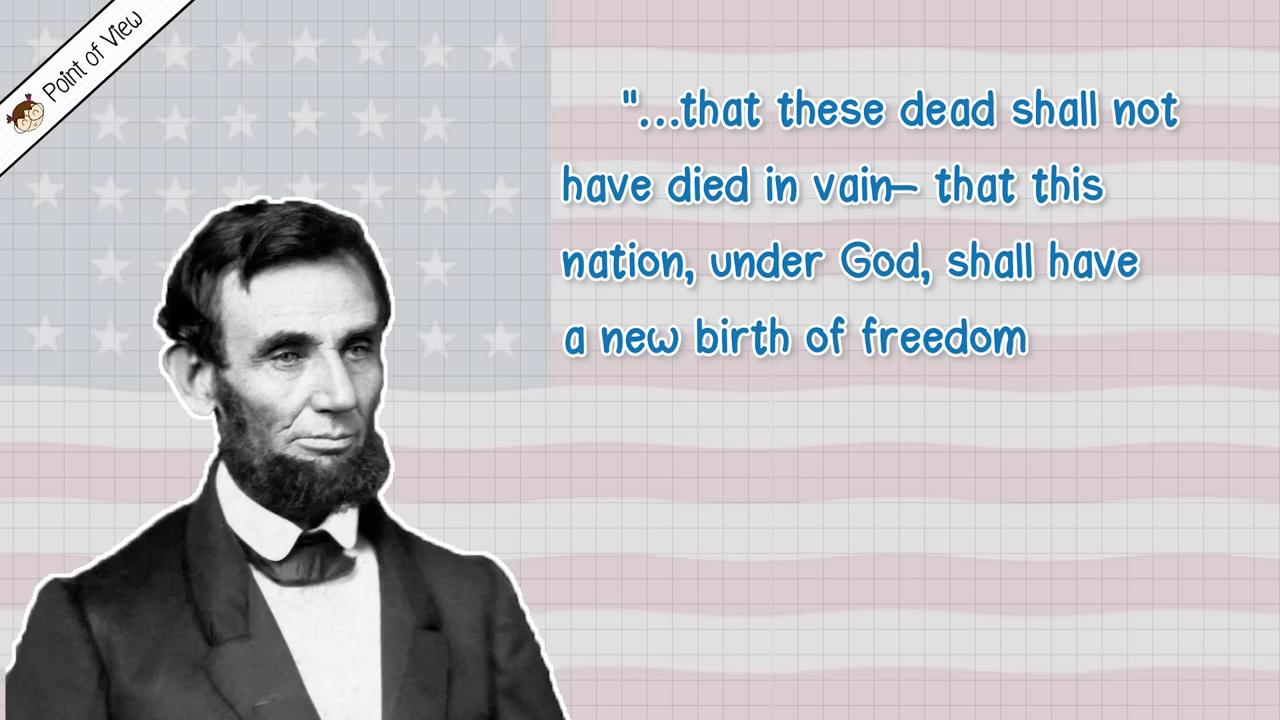 Point of View
"...that these dead shall not
have died in vain— that this
nation, under God, shall have
a new birth of freedom